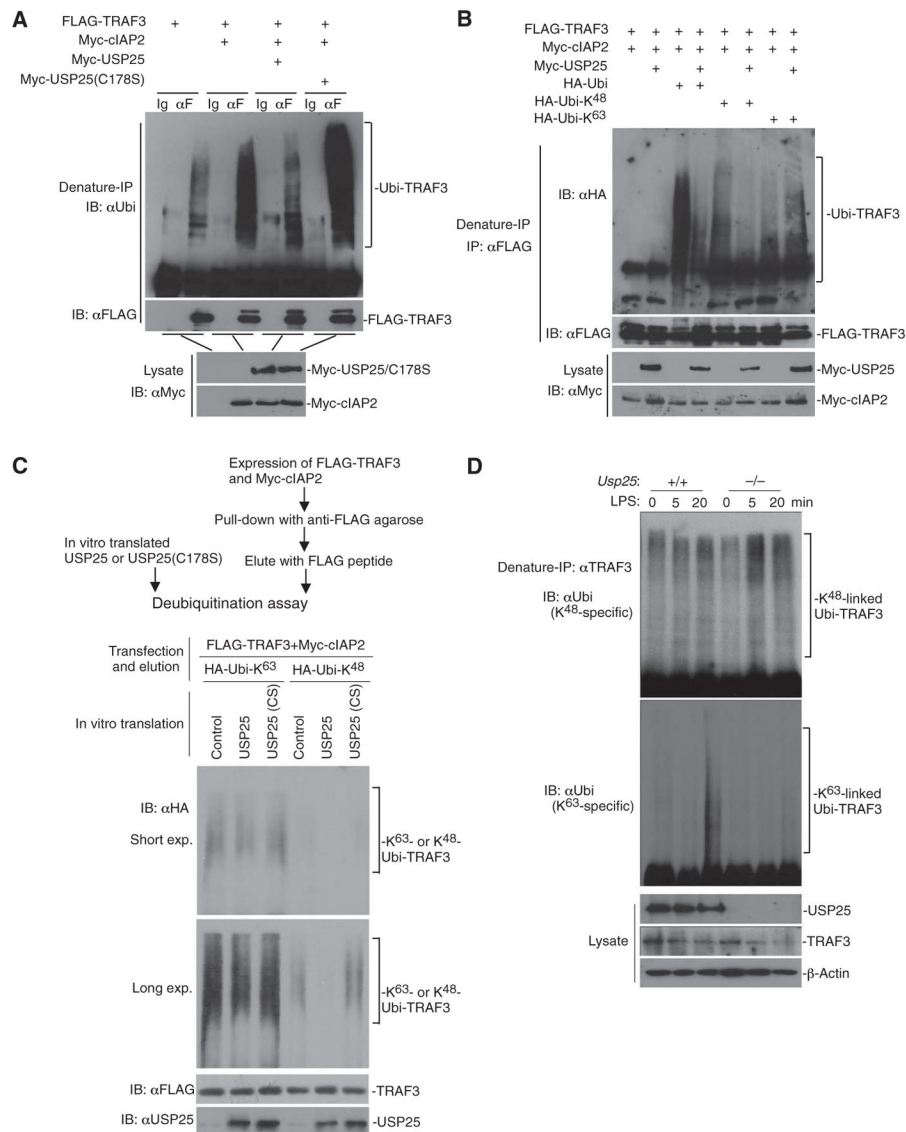 A
FLAG-TRAF3 + + + +
Myc-cIAP2 + + +
Myc-USP25 +
Myc-USP25(C178S) +
Ig αF Ig αF Ig αF Ig αF
Denature-IP
IB: αUbi
-Ubi-TRAF3
IB: αFLAG
-FLAG-TRAF3
Lysate
IB: αMyc
-Myc-USP25/C178S
-Myc-cIAP2
B
FLAG-TRAF3 + + + + + + + +
Myc-cIAP2 + + + + + + + +
Myc-USP25 + + + +
HA-Ubi + +
HA-Ubi-K48 + +
HA-Ubi-K63 + +
IB: αHA
Denature-IP
IP: αFLAG
-Ubi-TRAF3
IB: αFLAG
-FLAG-TRAF3
Lysate
IB: αMyc
-Myc-USP25
-Myc-cIAP2
C
Expression of FLAG-TRAF3
and Myc-cIAP2
Pull-down with anti-FLAG agarose
In vitro translated
USP25 or USP25(C178S)
Elute with FLAG peptide
Deubiquitination assay
Transfection
and elution
FLAG-TRAF3+Myc-cIAP2
HA-Ubi-K63 HA-Ubi-K48
In vitro translation
Control
USP25
USP25 (CS)
Control
USP25
USP25 (CS)
IB: αHA
Short exp.
-K63- or K48-
Ubi-TRAF3
Long exp.
-K63- or K48-
Ubi-TRAF3
IB: αFLAG
-TRAF3
IB: αUSP25
-USP25
D
Usp25: +/+ −/−
LPS: 0 5 20 0 5 20 min
Denature-IP: αTRAF3
IB: αUbi
(K48-specific)
-K48-linked
Ubi-TRAF3
IB: αUbi
(K63-specific)
-K63-linked
Ubi-TRAF3
-USP25
Lysate
-TRAF3
-β-Actin